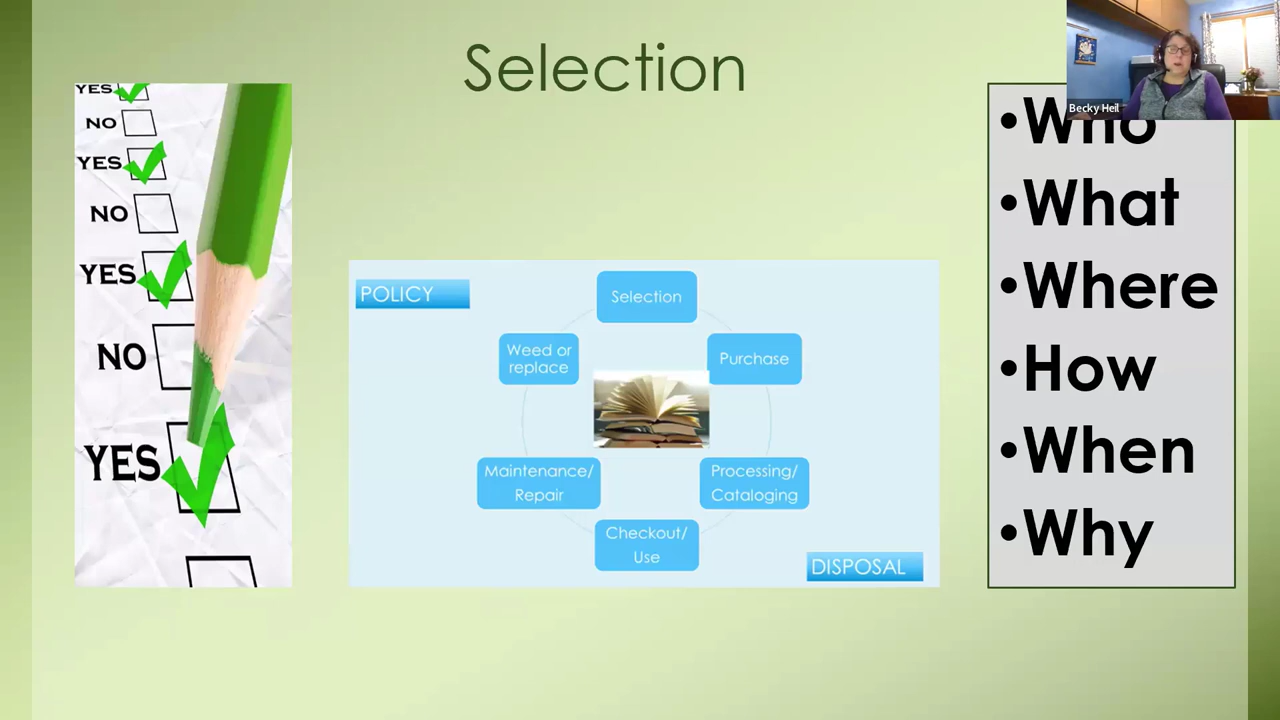 Selection
YES
NO
YES
NO
YES
NO
YES
POLICY
Selection
Purchase
Processing/
Cataloging
Checkout/
Use
Maintenance/
Repair
Weed or
replace
DISPOSAL
Becky Heil
•Who
•What
•Where
•How
•When
•Why